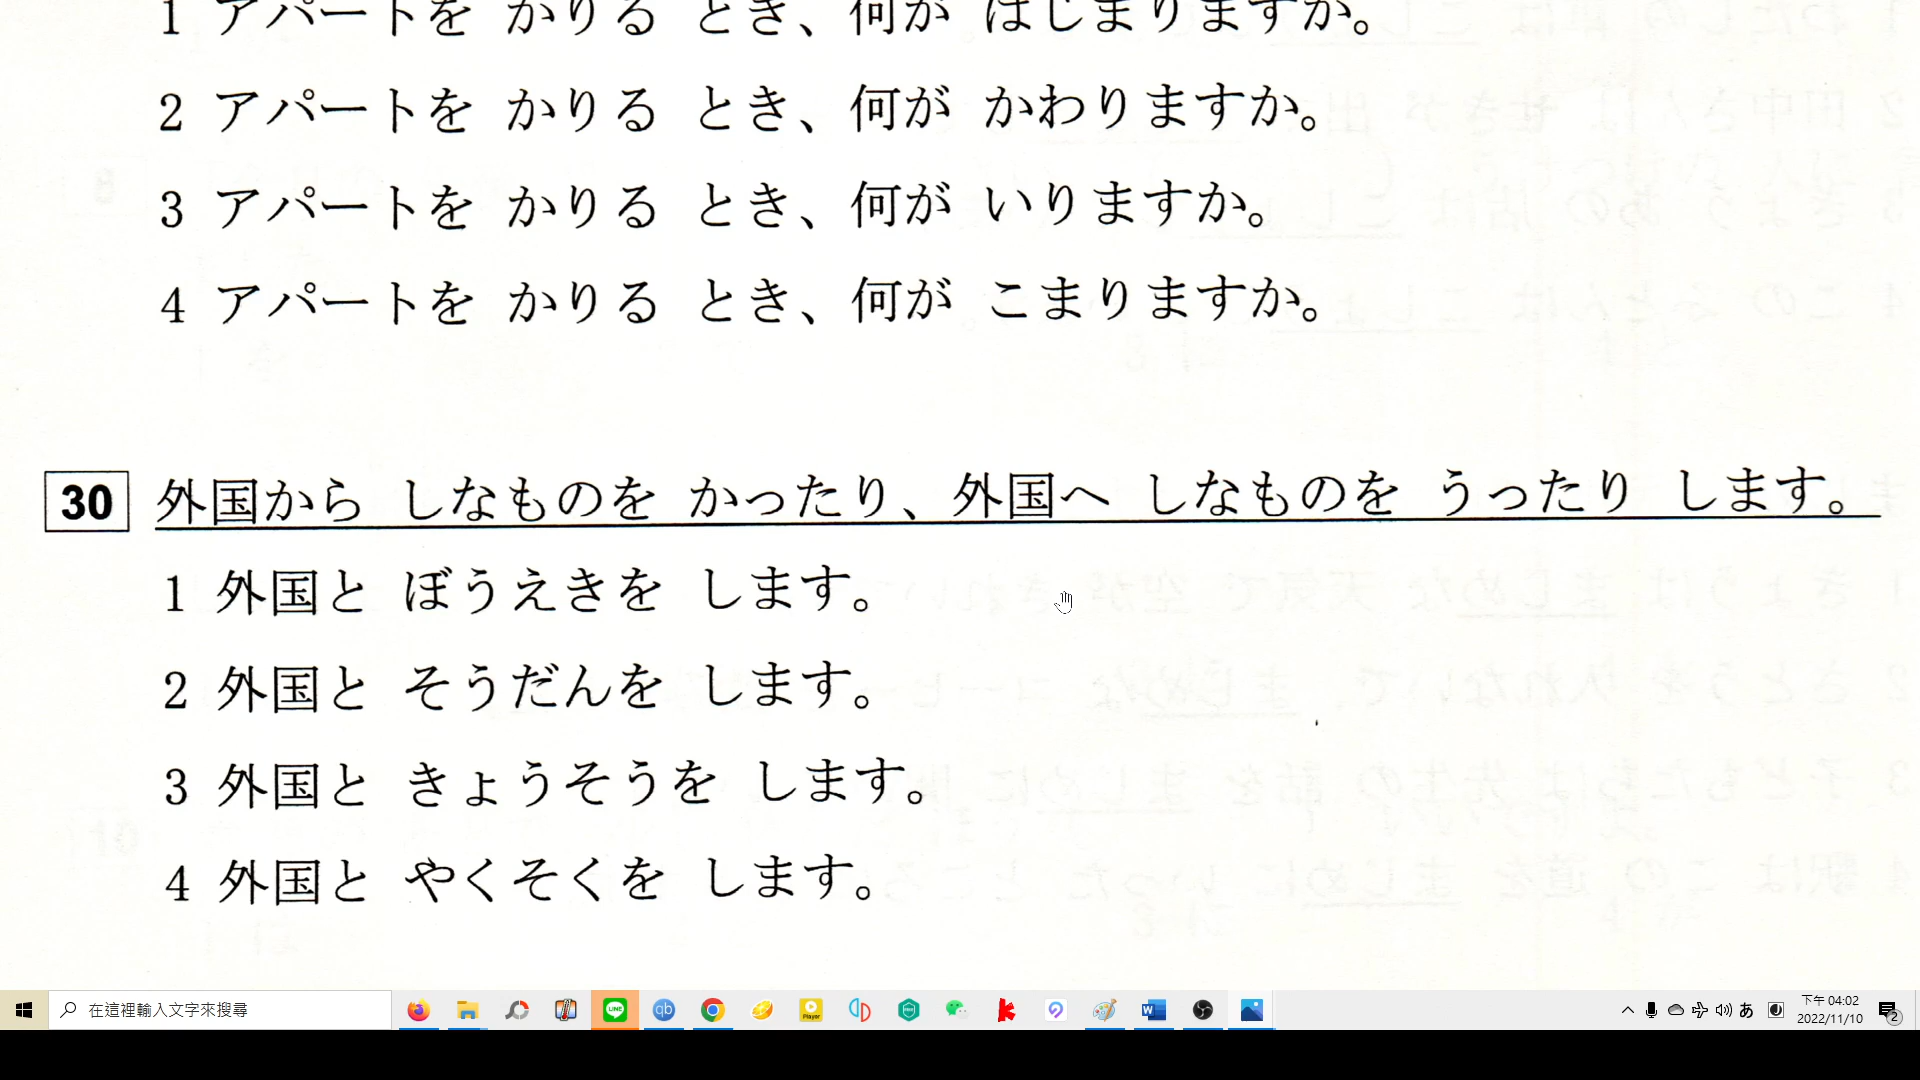 1 アパートを かりる とき、何が はじまりますか。
2 アパートを かりる とき、何が かわりますか。
3 アパートを かりる とき、何が いりますか。
4 アパートを かりる とき、何が こまりますか。
30 外国から しなものを かったり、外国へ しなものを うったり します。
1 外国と ぼうえきを します。
2 外国と そうだんを します。
3 外国と きょうそうを します。
4 外国と やくそくを します。
在這裡輸入文字來搜尋
LINE
qb
Player
W
あ
下午 04:02
2022/11/10
2